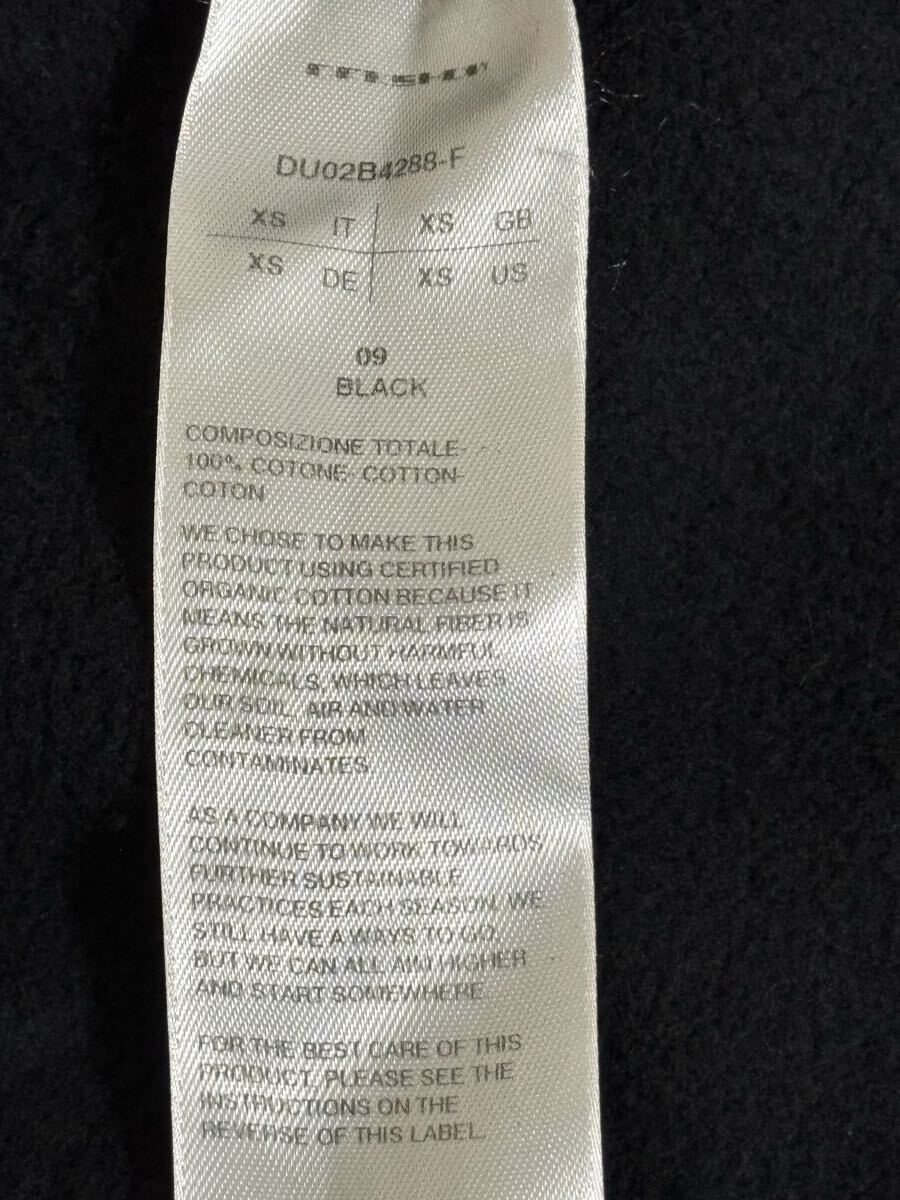 DU02B4288-F
XS IT XS GB
XS DE XS US
09
BLACK
COMPOSIZIONE TOTALE-
100% COTONE- COTTON-
COTON
WE CHOSE TO MAKE THIS
PRODUCT USING CERTIFIED
ORGANIC COTTON BECAUSE IT
MEANS THE NATURAL FIBER IS
GROWN WITHOUT HARMFUL
CHEMICALS, WHICH LEAVES
OUR SOIL, AIR AND WATER
CLEANER FROM
CONTAMINATES
AS A COMPANY WE WILL
CONTINUE TO WORK TOWARDS
FURTHER SUSTAINABLE
PRACTICES EACH SEASON. WE
STILL HAVE A WAYS TO GO,
BUT WE CAN ALL AIM HIGHER
AND START SOMEWHERE
FOR THE BEST CARE OF THIS
PRODUCT, PLEASE SEE THE
INSTRUCTIONS ON THE
REVERSE OF THIS LABEL.